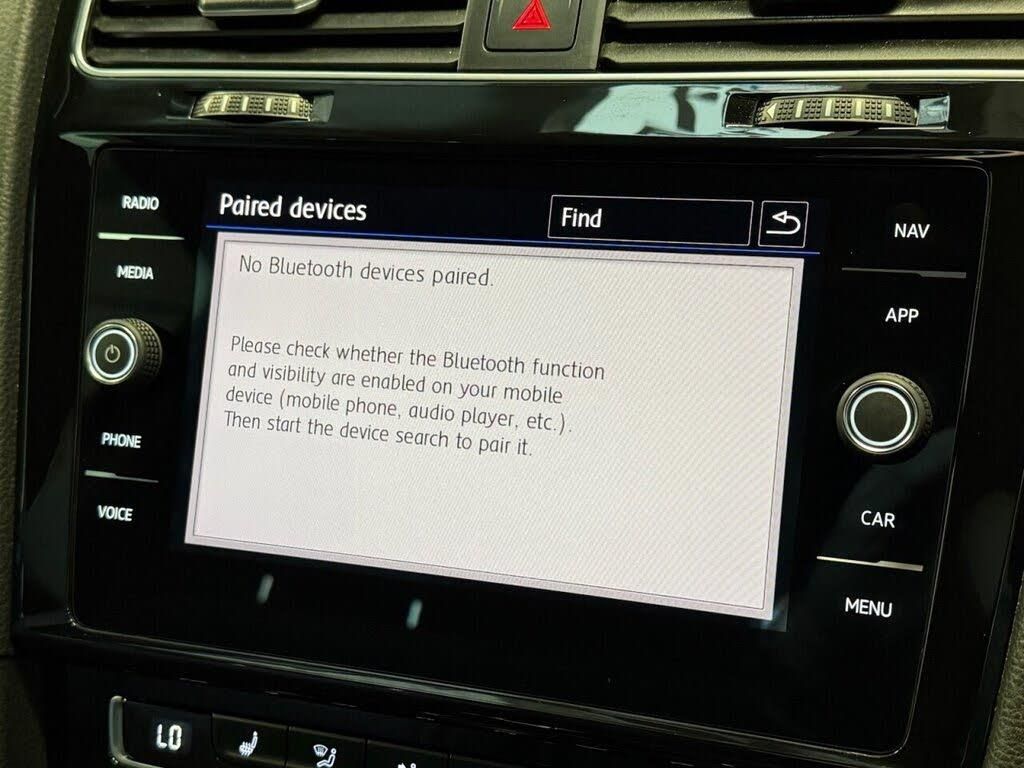 RADIO
MEDIA
PHONE
VOICE
Paired devices
Find
No Bluetooth devices paired.
Please check whether the Bluetooth function
and visibility are enabled on your mobile
device (mobile phone, audio player, etc.).
Then start the device search to pair it.
NAV
APP
CAR
MENU
LO